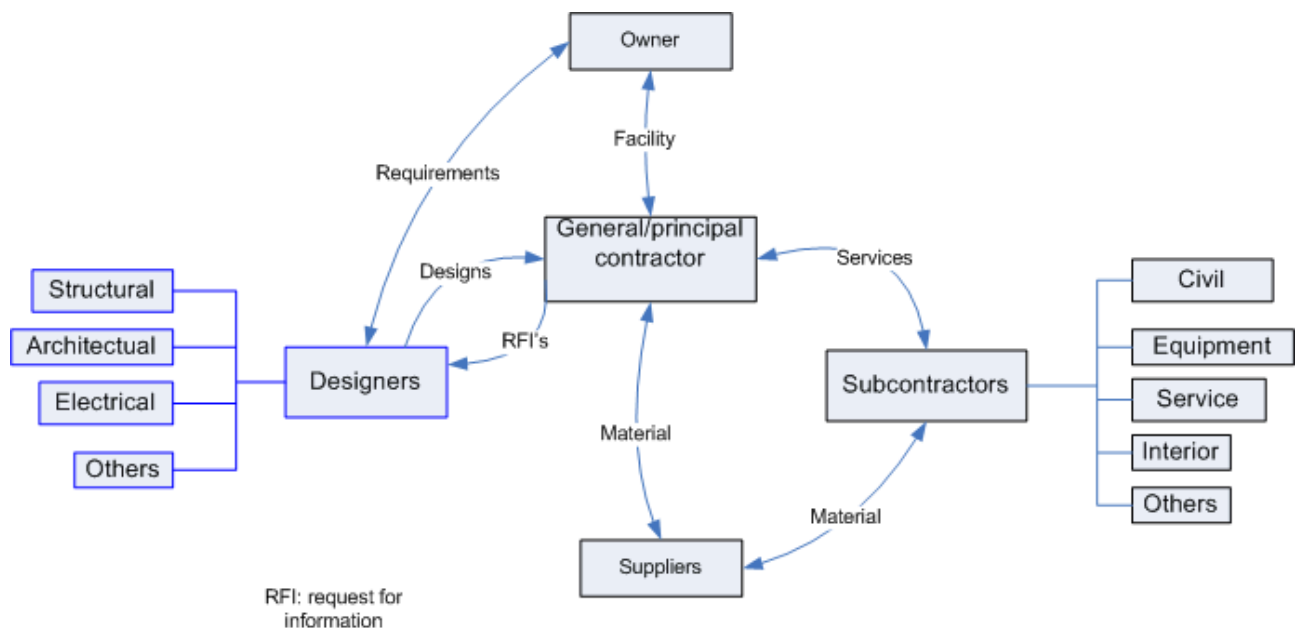 Owner
Facility
Requirements
General/principal
contractor
Designs
Services
RFI's
Structural
Architectual
Electrical
Others
Designers
Subcontractors
Civil
Equipment
Service
Interior
Others
Material
Material
Suppliers
RFI: request for
information